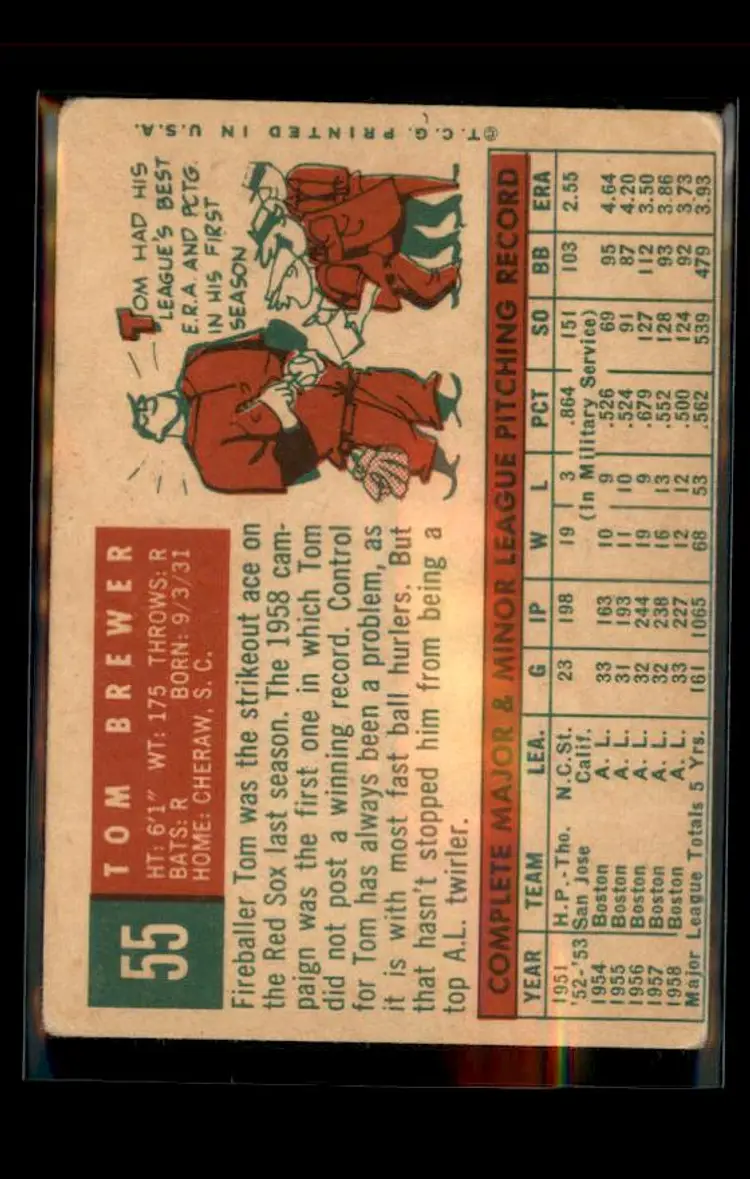 55
TOM BREWER
HT: 6'1" WT: 175 THROWS: R
BATS: R BORN: 9/3/31
HOME: CHERAW, S. C.
Fireballer Tom was the strikeout ace on
the Red Sox last season. The 1958 cam-
paign was the first one in which Tom
did not post a winning record. Control
for Tom has always been a problem, as
it is with most fast ball hurlers. But
that hasn't stopped him from being a
top A.L. twirler.
TOM HAD HIS
LEAGUE'S BEST
E.R.A. AND PCTG.
IN HIS FIRST
SEASON
©T.C.G. PRINTED IN U.S.A.
COMPLETE MAJOR & MINOR LEAGUE PITCHING RECORD
YEAR TEAM LEA. G IP W L PCT SO BB ERA
1951 H.P.-Tho. N.C.St. 23 198 19 3 .864 151 103 2.55
'52-'53 San Jose Calif. (In Military Service)
1954 Boston A. L. 33 163 10 9 .526 69 95 4.64
1955 Boston A. L. 31 193 11 10 .524 91 87 4.20
1956 Boston A. L. 32 244 19 9 .679 127 112 3.50
1957 Boston A. L. 32 238 16 13 .552 128 93 3.86
1958 Boston A. L. 33 227 12 12 .500 124 92 3.73
Major League Totals 5 Yrs. 161 1065 68 53 .562 539 479 3.93